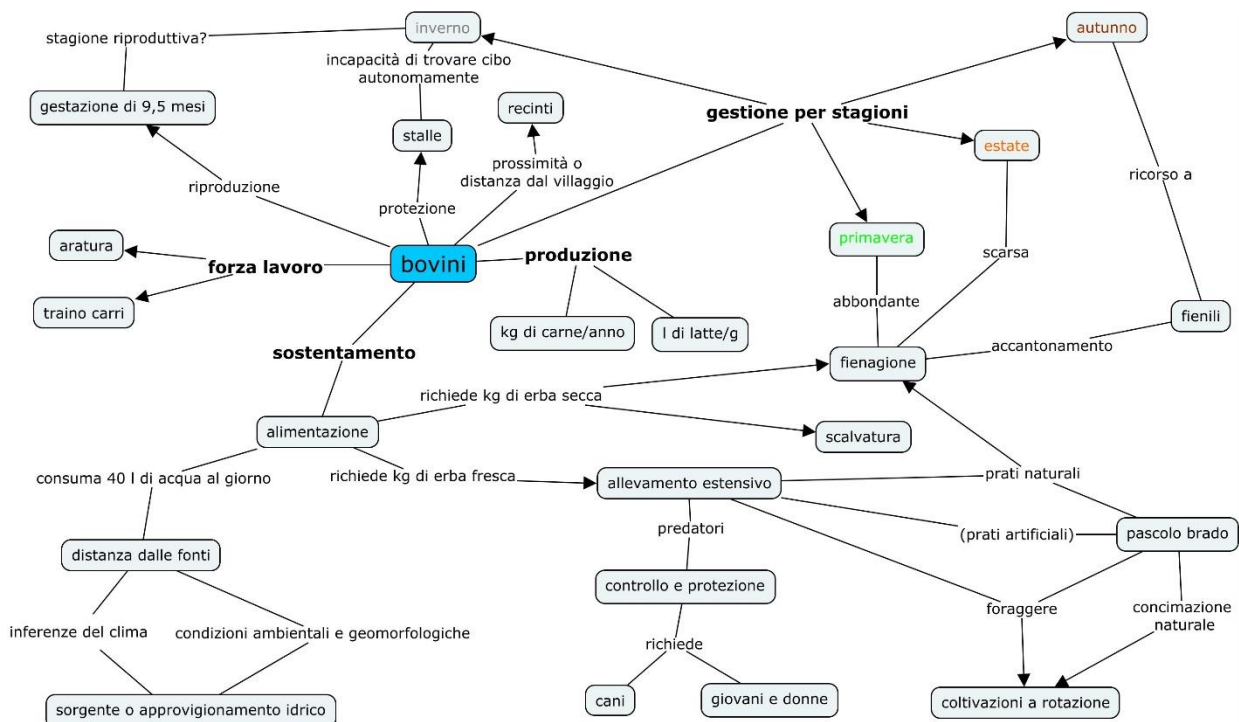 inverno
autunno
stagione riproduttiva?
incapacità di trovare cibo
autonomamente
gestazione di 9,5 mesi
recinti
gestione per stagioni
stalle
estate
prossimità o
distanza dal villaggio
ricorso a
riproduzione
protezione
primavera
aratura
forza lavoro
bovini
produzione
scarsa
traino carri
abbondante
kg di carne/anno
l di latte/g
fienili
sostentamento
accantonamento
fienagione
richiede kg di erba secca
alimentazione
scalvatura
consuma 40 l di acqua al giorno
richiede kg di erba fresca
allevamento estensivo
prati naturali
predatori
(prati artificiali)
pascolo brado
distanza dalle fonti
controllo e protezione
foraggere
concimazione
naturale
inferenze del clima
condizioni ambientali e geomorfologiche
richiede
cani
giovani e donne
coltivazioni a rotazione
sorgente o approvigionamento idrico